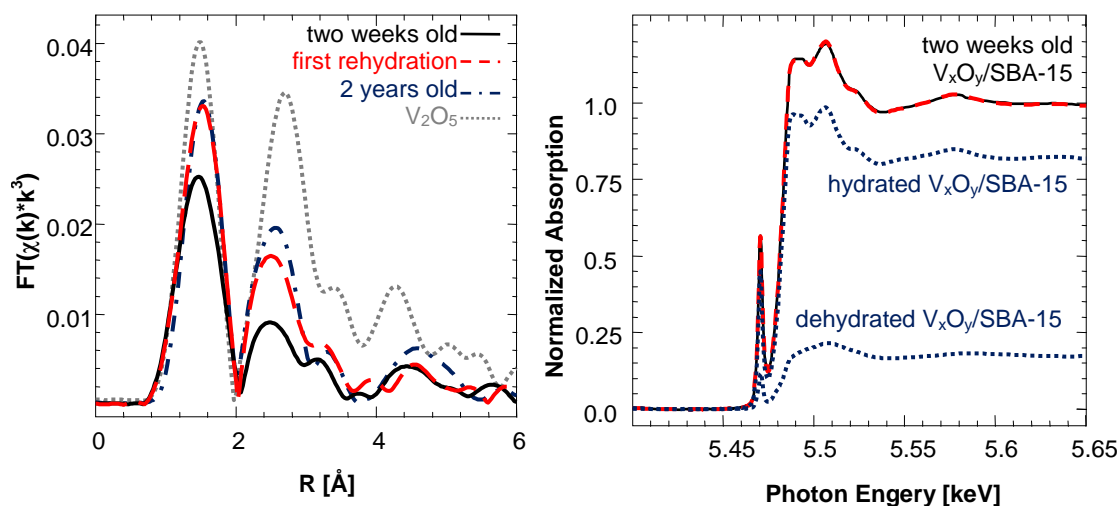 0.04
0.03
0.02
0.01
FT(χ(k)*k³)
two weeks old
first rehydration
2 years old
V₂O₅
0 2 4 6
R [Å]
1.0
0.75
0.5
0.25
0.0
Normalized Absorption
two weeks old
VₓOᵧ/SBA-15
hydrated VₓOᵧ/SBA-15
dehydrated VₓOᵧ/SBA-15
5.45 5.5 5.55 5.6 5.65
Photon Engery [keV]